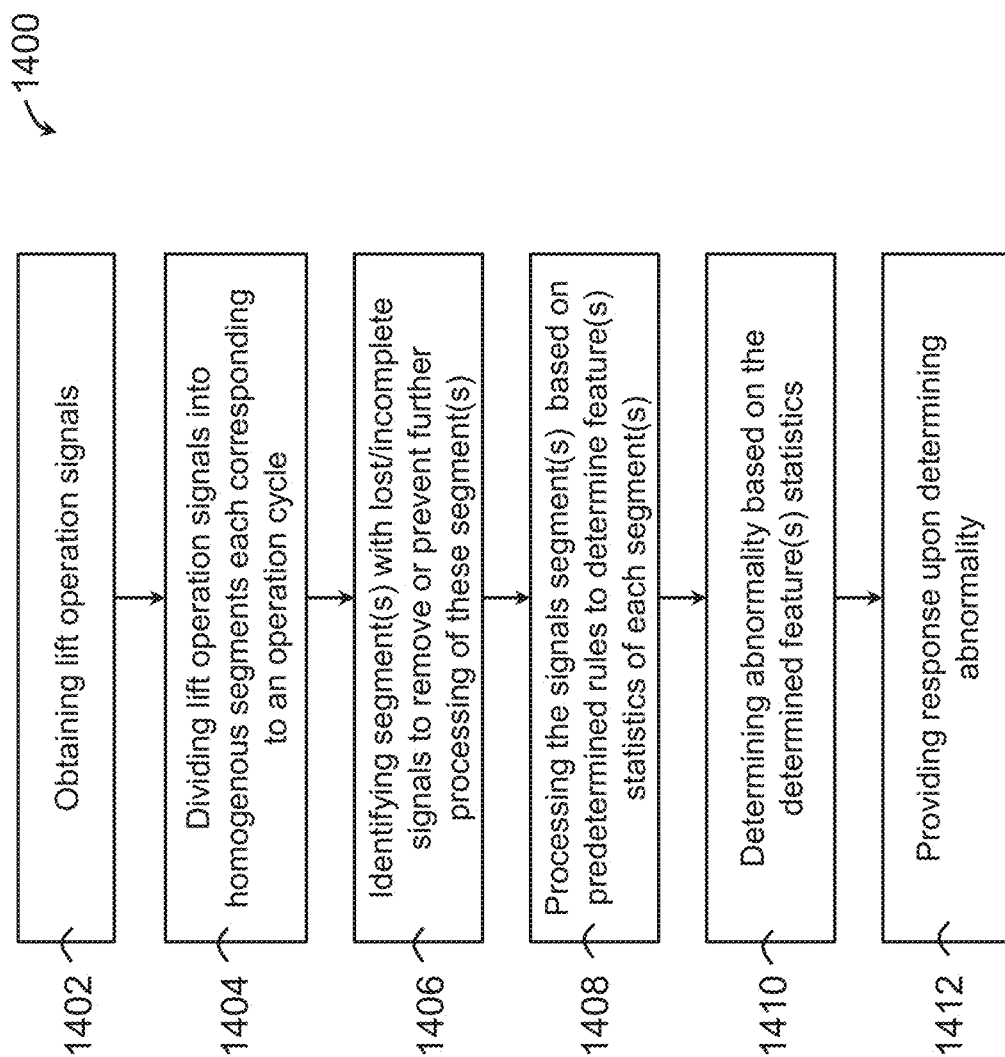 1400
1402
Obtaining lift operation signals
1404
Dividing lift operation signals into
homogenous segments each corresponding
to an operation cycle
1406
Identifying segment(s) with lost/incomplete
signals to remove or prevent further
processing of these segment(s)
1408
Processing the signals segment(s) based on
predetermined rules to determine feature(s)
statistics of each segment(s)
1410
Determining abnormality based on the
determined feature(s) statistics
1412
Providing response upon determining
abnormality